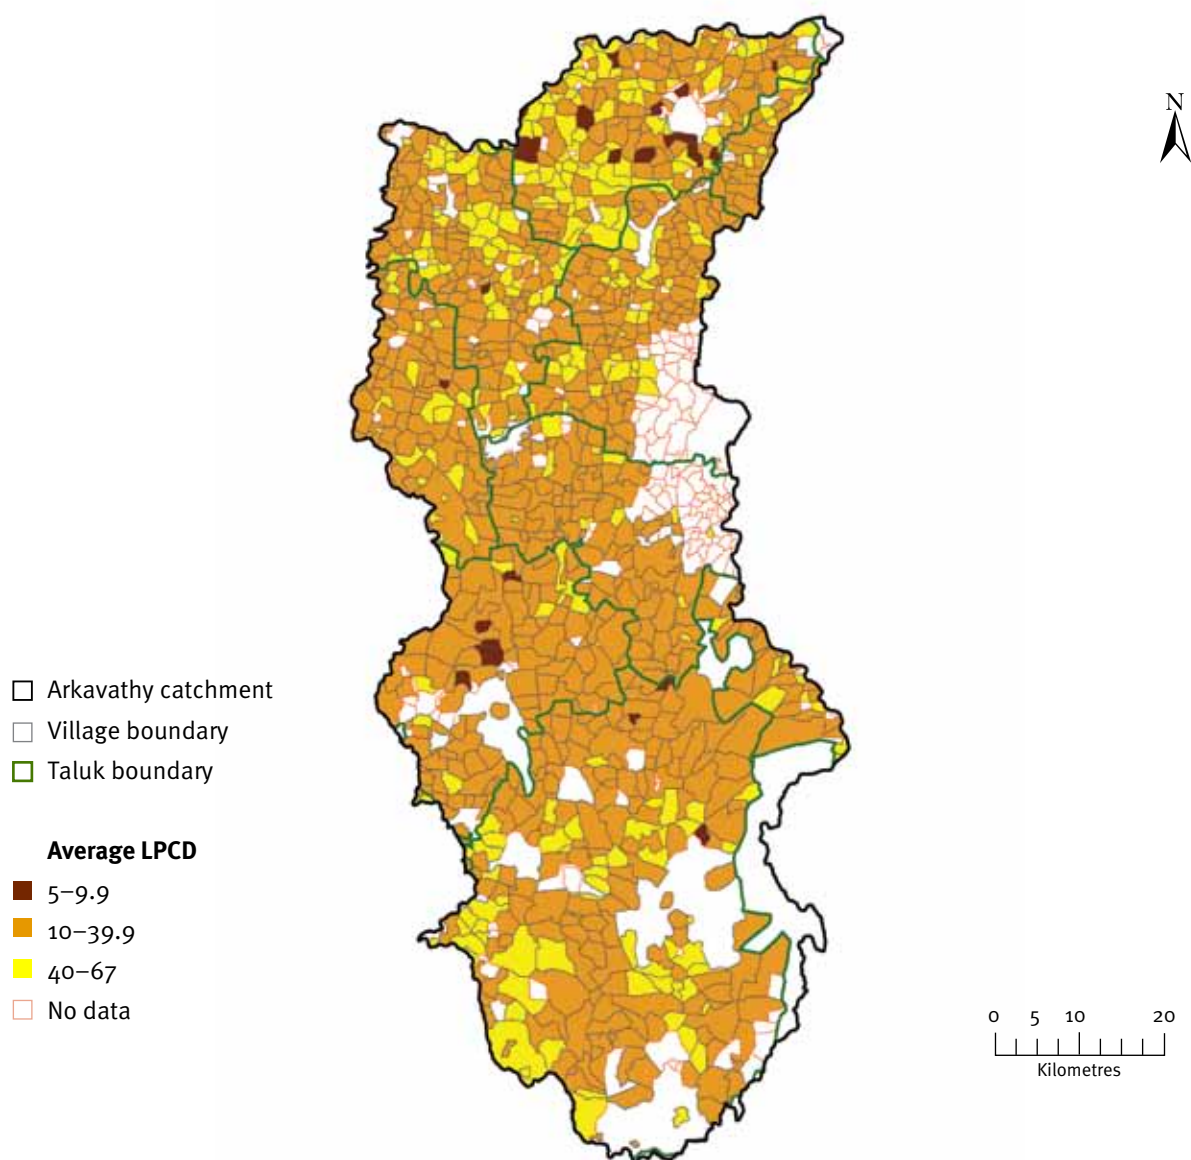 N
Arkavathy catchment
Village boundary
Taluk boundary
Average LPCD
5–9.9
10–39.9
40–67
No data
0 5 10 20
Kilometres